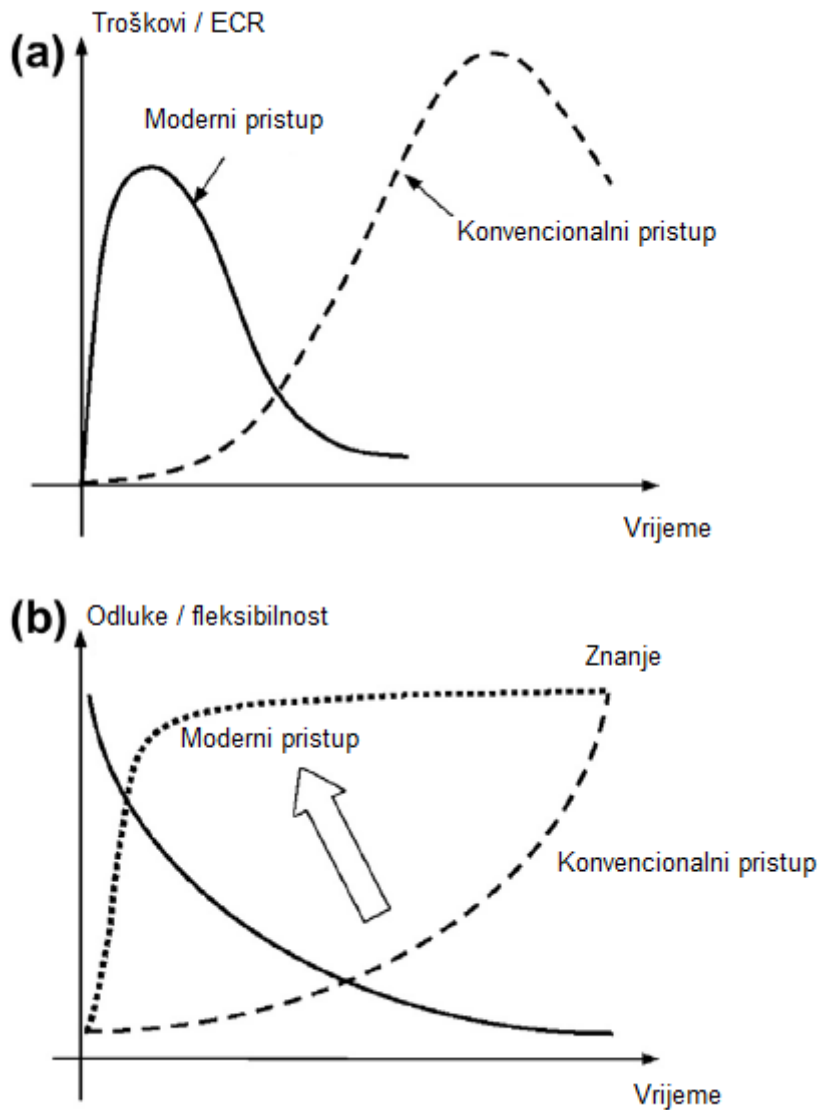 Troškovi / ECR
(a)
Moderni pristup
Konvencionalni pristup
Vrijeme
(b)
Odluke / fleksibilnost
Znanje
Moderni pristup
Konvencionalni pristup
Vrijeme